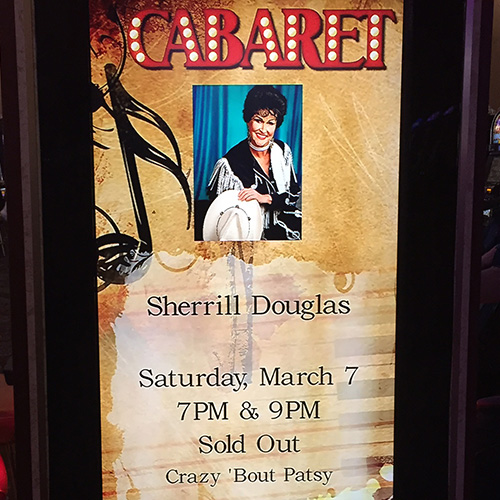 CABARET
Sherrill Douglas
Saturday, March 7
7PM & 9PM
Sold Out
Crazy 'Bout Patsy